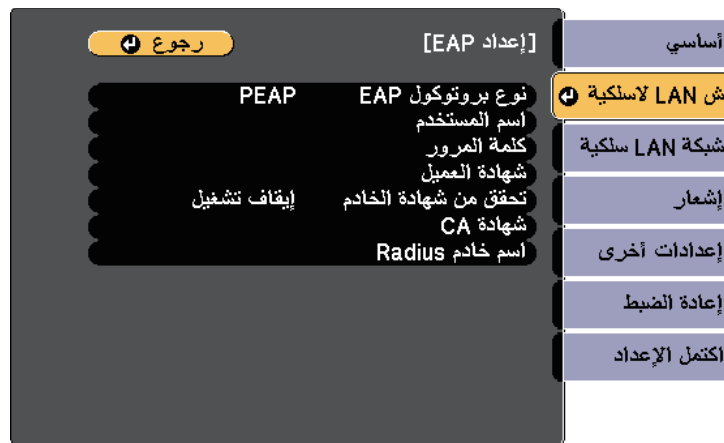 [إعداد EAP]
رجوع
نوع بروتوكول EAP PEAP
اسم المستخدم
كلمة المرور
شهادة العميل
تحقق من شهادة الخادم إيقاف تشغيل
شهادة CA
اسم خادم Radius
أساسي
ش LAN لاسلكية
شبكة LAN سلكية
إشعار
إعدادات أخرى
إعادة الضبط
اكتمل الإعداد